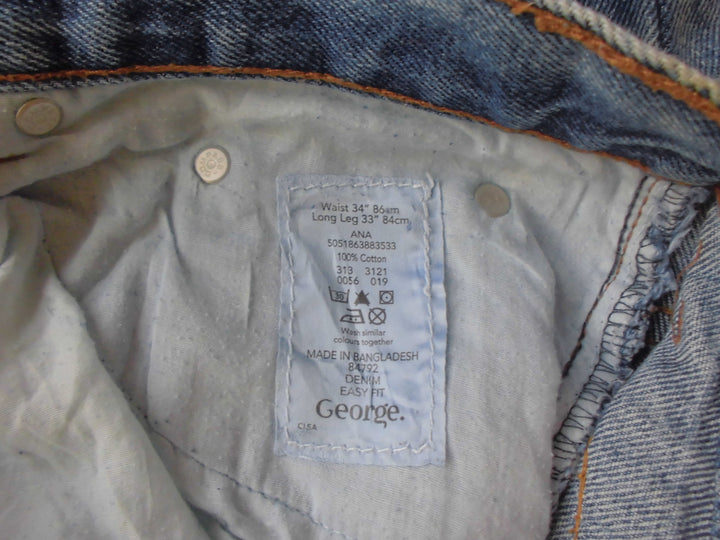 Waist 34" 86cm
Long Leg 33" 84cm
ANA
5051863883533
100% Cotton
313 3121
0056 019
Wash similar
colours together
MADE IN BANGLADESH
84792
DENIM
EASY FIT
George.